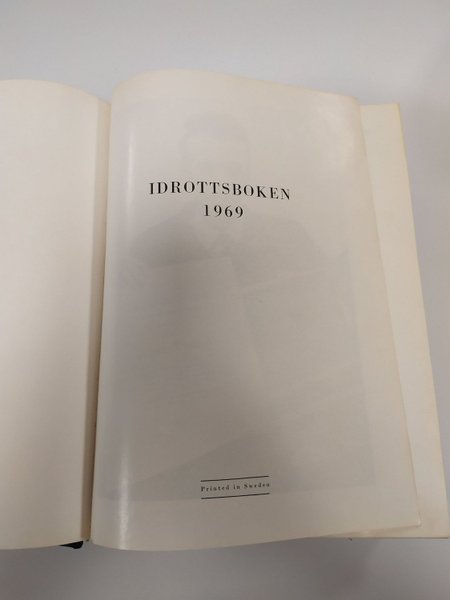 IDROTTSBOKEN
1969
Printed in Sweden